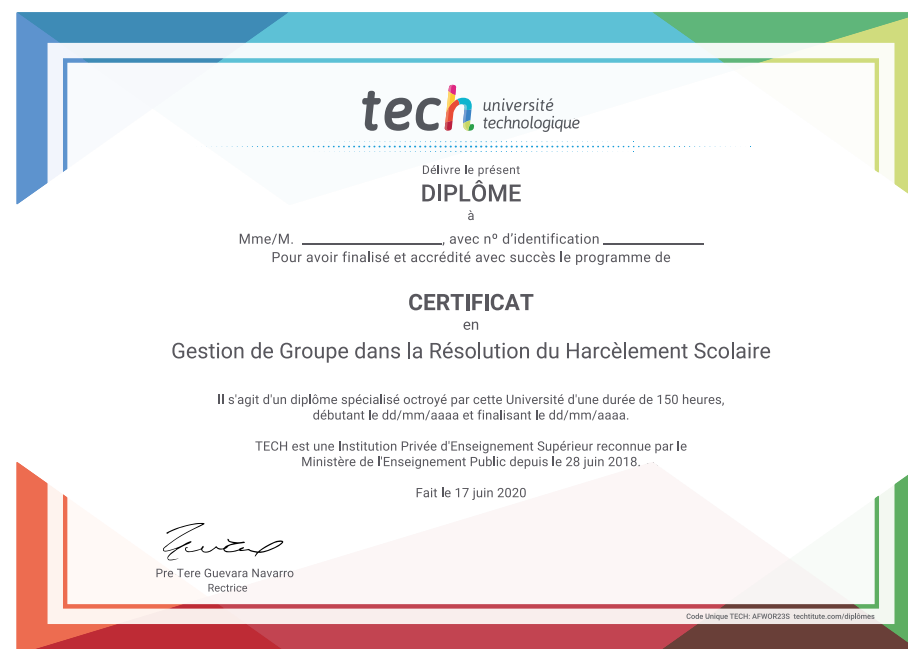 tech université
technologique
Délivre le présent
DIPLÔME
à
Mme/M. ____________________, avec nº d'identification ______________
Pour avoir finalisé et accrédité avec succès le programme de
CERTIFICAT
en
Gestion de Groupe dans la Résolution du Harcèlement Scolaire
Il s'agit d'un diplôme spécialisé octroyé par cette Université d'une durée de 150 heures,
débutant le dd/mm/aaaa et finalisant le dd/mm/aaaa.
TECH est une Institution Privée d'Enseignement Supérieur reconnue par le
Ministère de l'Enseignement Public depuis le 28 juin 2018.
Fait le 17 juin 2020
Pre Tere Guevara Navarro
Rectrice
Code Unique TECH: AFWOR23S techtitute.com/diplômes